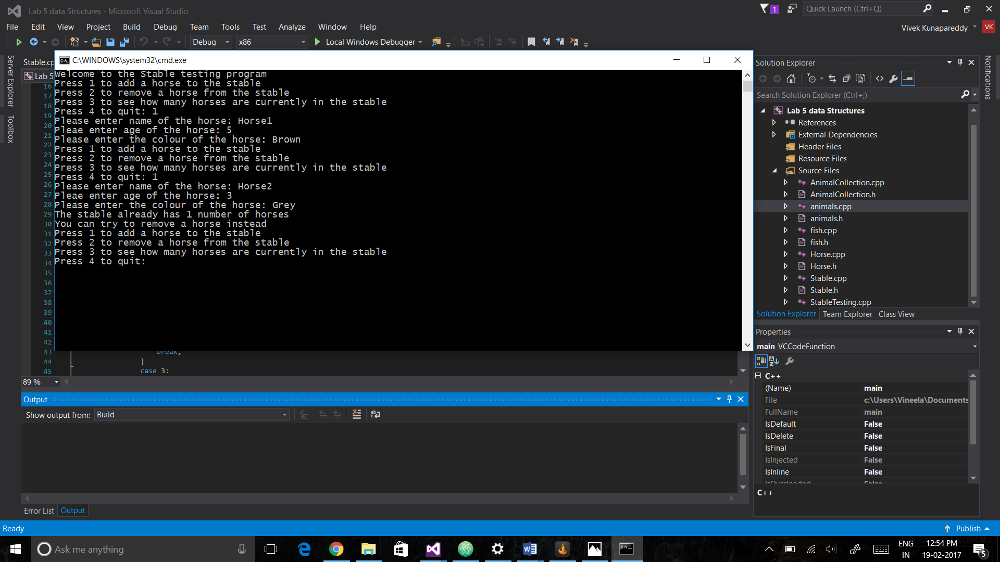 Lab 5 data Structures - Microsoft Visual Studio
1
Quick Launch (Ctrl+Q)
File Edit View Project Build Debug Team Tools Test Analyze Window Help
Vivek Kunapareddy VK
Debug x86 Local Windows Debugger
Server Explorer
Toolbox
Stable.cp
Lab 5
C:\WINDOWS\system32\cmd.exe
Welcome to the Stable testing program
Press 1 to add a horse to the stable
Press 2 to remove a horse from the stable
Press 3 to see how many horses are currently in the stable
Press 4 to quit: 1
Please enter name of the horse: Horse1
Pleae enter age of the horse: 5
Please enter the colour of the horse: Brown
Press 1 to add a horse to the stable
Press 2 to remove a horse from the stable
Press 3 to see how many horses are currently in the stable
Press 4 to quit: 1
Please enter name of the horse: Horse2
Pleae enter age of the horse: 3
Please enter the colour of the horse: Grey
The stable already has 1 number of horses
You can try to remove a horse instead
Press 1 to add a horse to the stable
Press 2 to remove a horse from the stable
Press 3 to see how many horses are currently in the stable
Press 4 to quit:
16
17
18
19
20
21
22
23
24
25
26
27
28
29
30
31
32
33
34
35
36
37
38
39
40
41
42
43 break;
44 }
45 case 3:
89 %
Output
Show output from: Build
Error List Output
Solution Explorer
Search Solution Explorer (Ctrl+;)
Lab 5 data Structures
References
External Dependencies
Header Files
Resource Files
Source Files
AnimalCollection.cpp
AnimalCollection.h
animals.cpp
animals.h
fish.cpp
fish.h
Horse.cpp
Horse.h
Stable.cpp
Stable.h
StableTesting.cpp
Solution Explorer Team Explorer Class View
Notifications
Properties
main VCCodeFunction
C++
(Name) main
File c:\Users\Vineela\Documents
FullName main
IsDefault False
IsDelete False
IsFinal False
IsInjected False
IsInline False
IsOverloaded False
C++
Ready
Publish
Ask me anything
ENG
IN
12:54 PM
19-02-2017
5